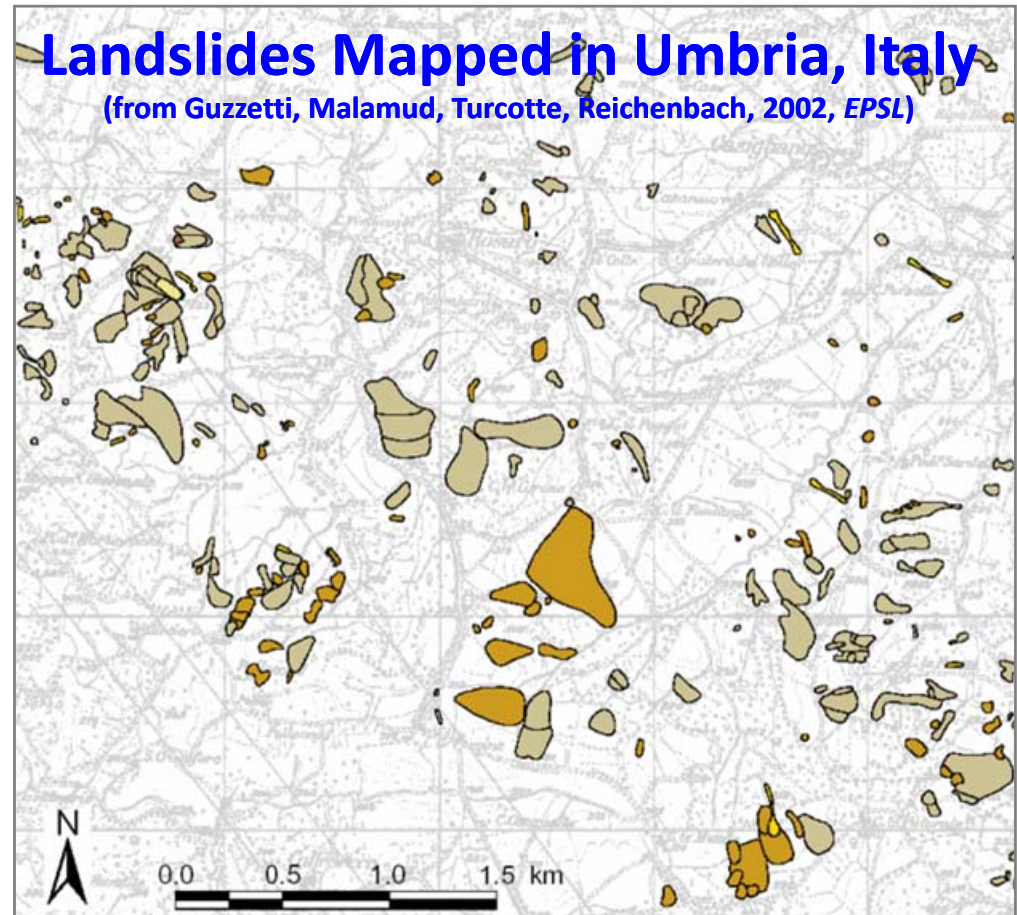 Landslides Mapped in Umbria, Italy
(from Guzzetti, Malamud, Turcotte, Reichenbach, 2002, EPSL)
N
0.0 0.5 1.0 1.5 km